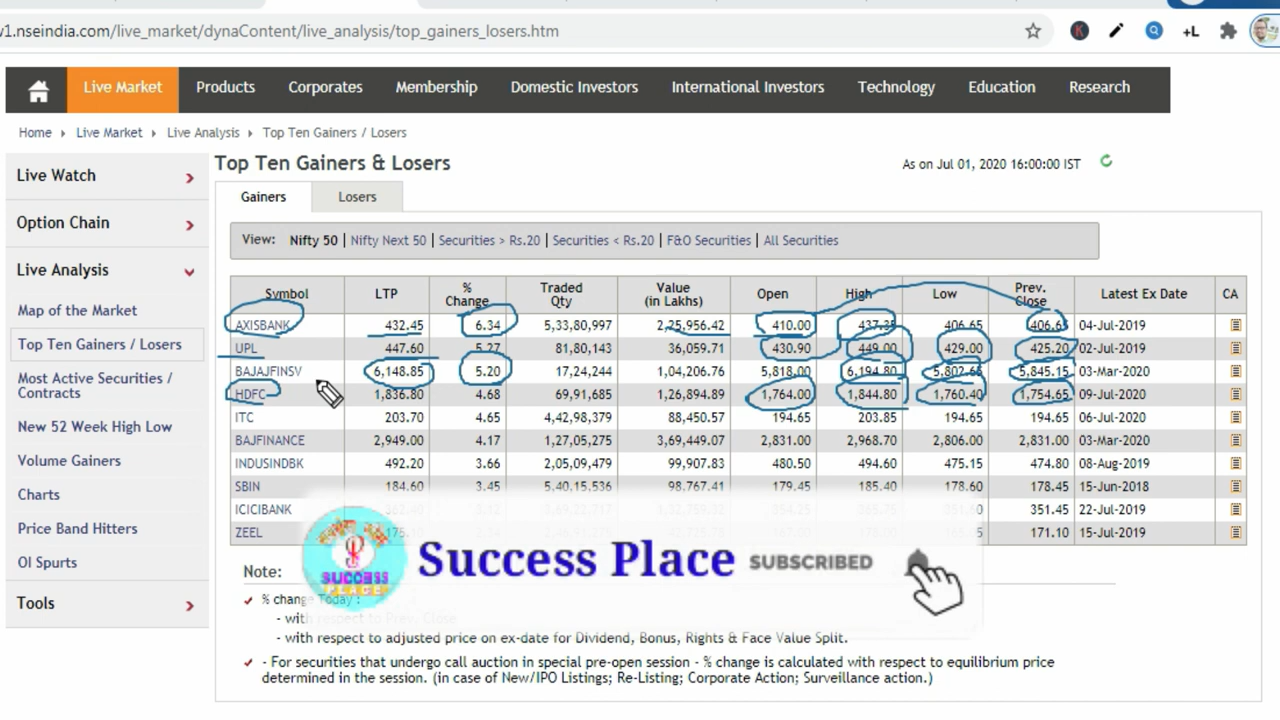 w1.nseindia.com/live_market/dynaContent/live_analysis/top_gainers_losers.htm
+L
Live Market Products Corporates Membership Domestic Investors International Investors Technology Education Research
Home Live Market Live Analysis Top Ten Gainers / Losers
Live Watch
Option Chain
Live Analysis
Map of the Market
Top Ten Gainers / Losers
Most Active Securities /
Contracts
New 52 Week High Low
Volume Gainers
Charts
Price Band Hitters
OI Spurts
Tools
Top Ten Gainers & Losers
As on Jul 01, 2020 16:00:00 IST
Gainers Losers
View: Nifty 50 | Nifty Next 50 | Securities > Rs.20 | Securities < Rs.20 | F&O Securities | All Securities
Symbol LTP % Change Traded Qty Value (in Lakhs) Open High Low Prev. Close Latest Ex Date CA
AXISBANK 432.45 6.34 5,33,80,997 2,25,956.42 410.00 437.35 406.65 406.65 04-Jul-2019
UPL 447.60 5.27 81,80,143 36,059.71 430.90 449.00 429.00 425.20 02-Jul-2019
BAJAJFINSV 6,148.85 5.20 17,24,244 1,04,206.76 5,818.00 6,194.80 5,802.65 5,845.15 03-Mar-2020
HDFC 1,836.80 4.68 69,91,685 1,26,894.89 1,764.00 1,844.80 1,760.40 1,754.65 09-Jul-2020
ITC 203.70 4.65 4,42,98,379 88,450.57 194.65 203.85 194.65 194.65 06-Jul-2020
BAJFINANCE 2,949.00 4.17 1,27,05,275 3,69,449.07 2,831.00 2,968.70 2,806.00 2,831.00 03-Mar-2020
INDUSINDBK 492.20 3.66 2,05,09,479 99,907.83 480.50 494.60 475.15 474.80 08-Aug-2019
SBIN 184.60 3.45 5,40,15,536 98,767.41 179.45 185.40 178.60 178.45 15-Jun-2018
ICICIBANK 351.45 22-Jul-2019
ZEEL 171.10 15-Jul-2019
SUCCESS
PLACE
Success Place SUBSCRIBED
Note:
% change Today :
- with respect to Prev. Close
- with respect to adjusted price on ex-date for Dividend, Bonus, Rights & Face Value Split.
- For securities that undergo call auction in special pre-open session - % change is calculated with respect to equilibrium price
determined in the session. (in case of New/IPO Listings; Re-Listing; Corporate Action; Surveillance action.)